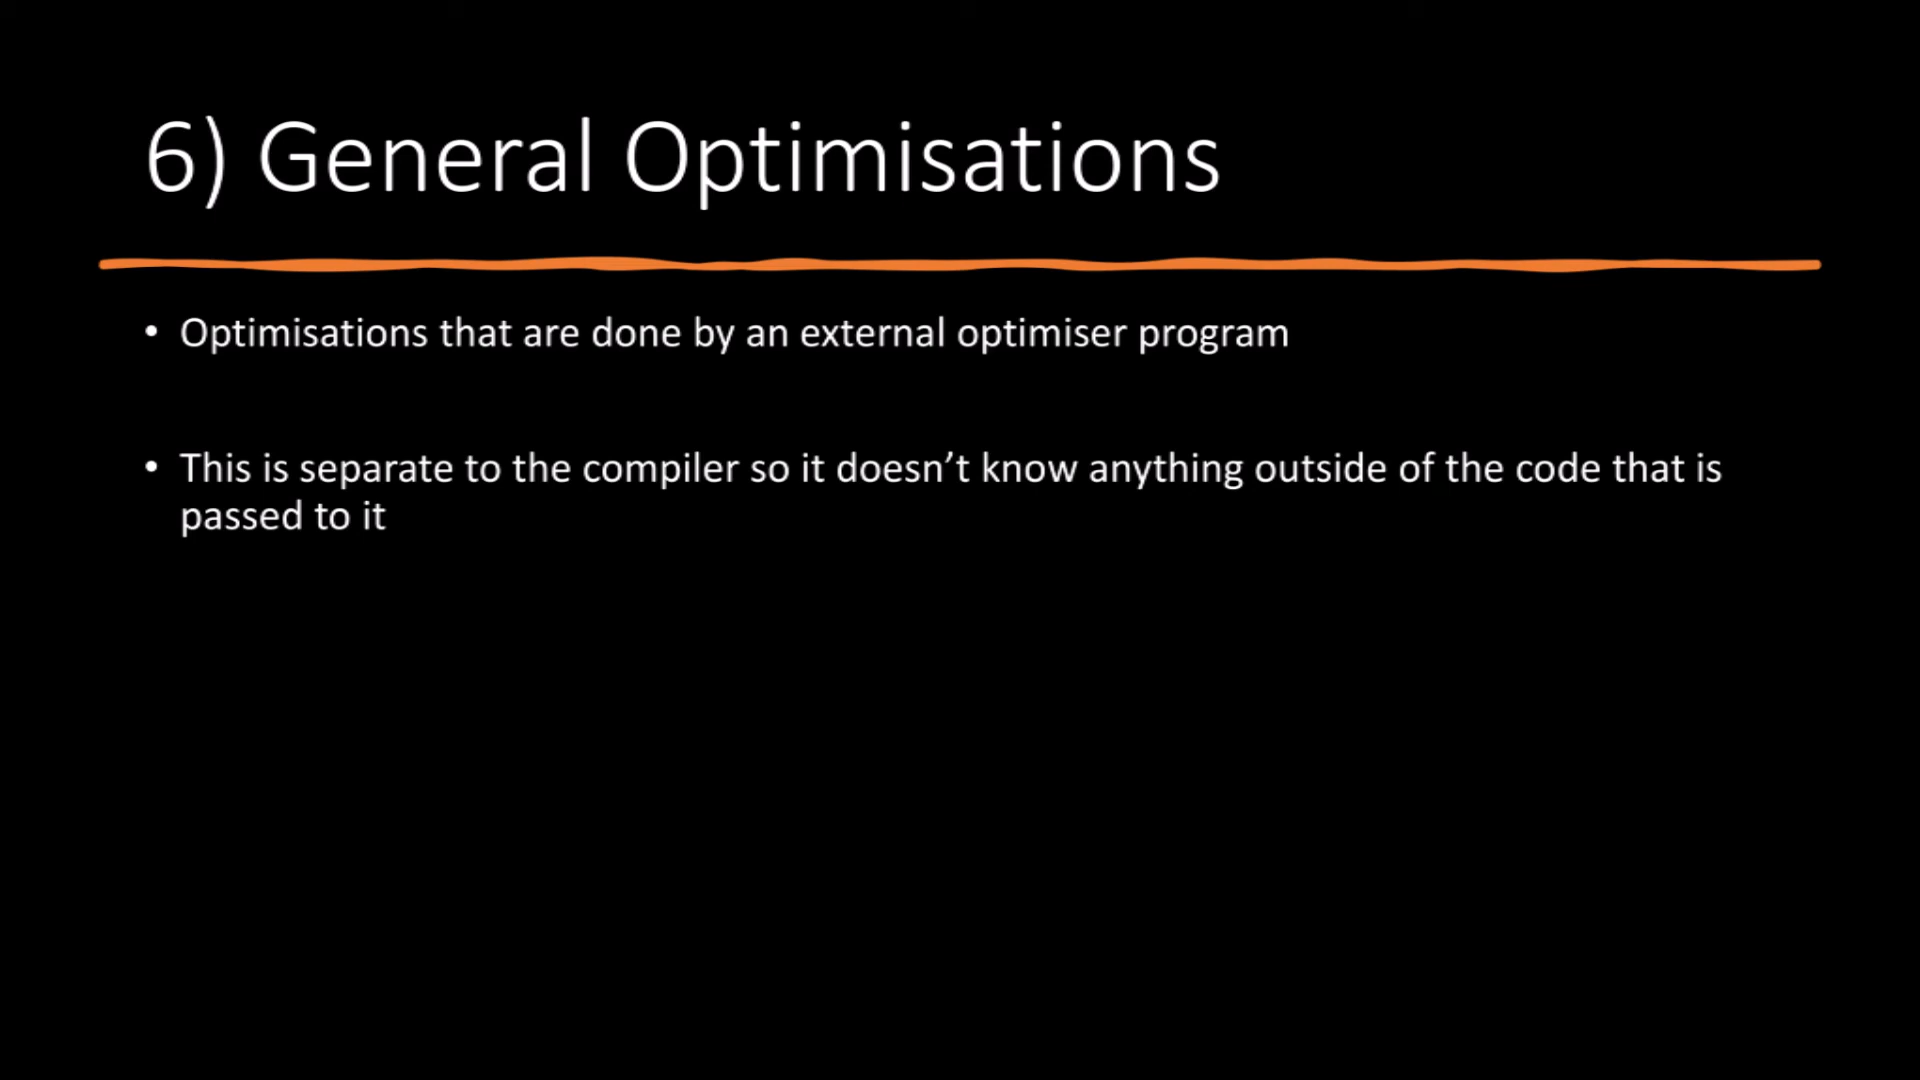 6) General Optimisations
• Optimisations that are done by an external optimiser program
• This is separate to the compiler so it doesn’t know anything outside of the code that is
passed to it